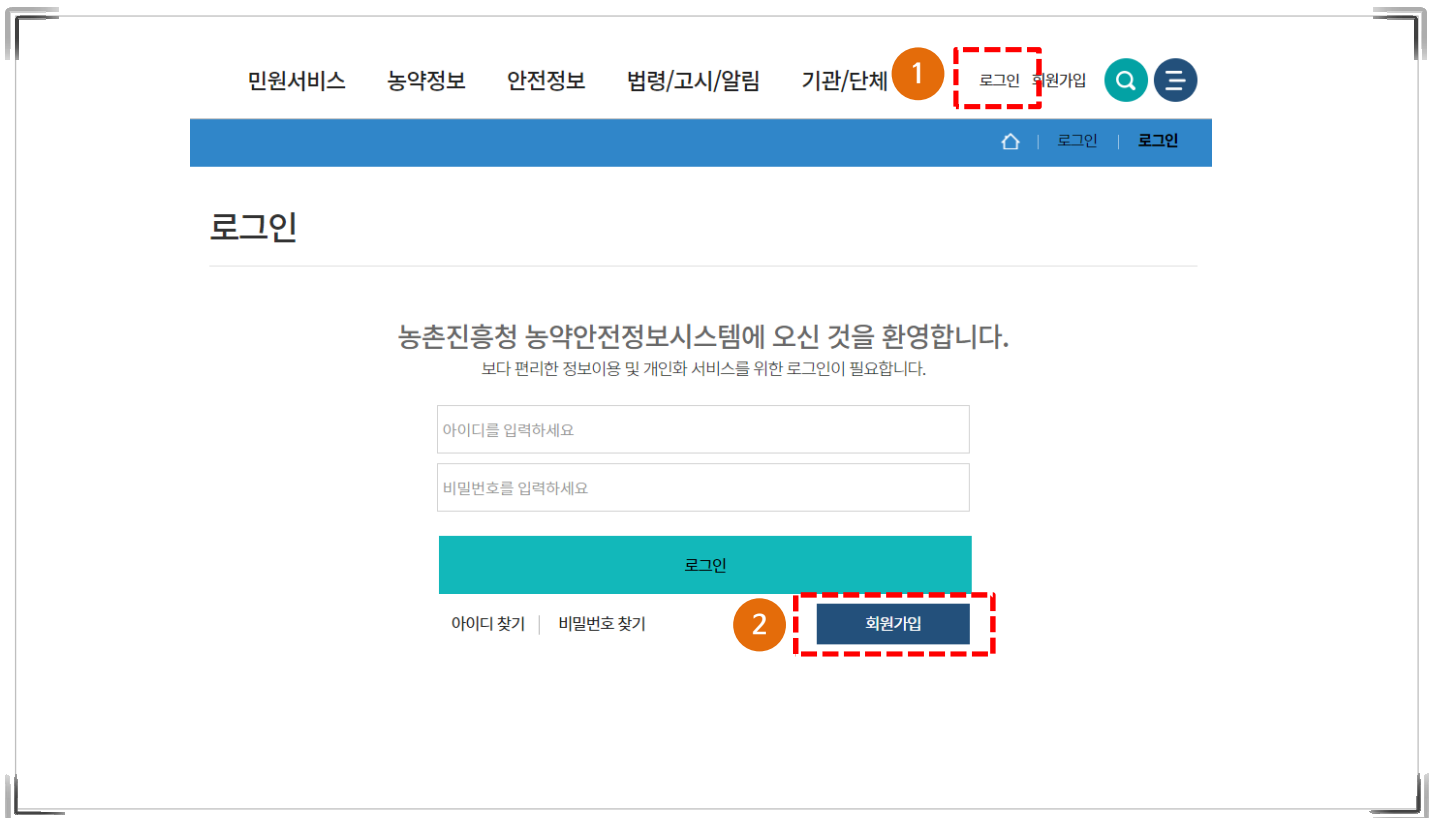 민원서비스 농약정보 안전정보 법령/고시/알림 기관/단체 1 로그인 회원가입
로그인 로그인
로그인
농촌진흥청 농약안전정보시스템에 오신 것을 환영합니다.
보다 편리한 정보이용 및 개인화 서비스를 위한 로그인이 필요합니다.
아이디를 입력하세요
비밀번호를 입력하세요
로그인
아이디 찾기 비밀번호 찾기 2 회원가입